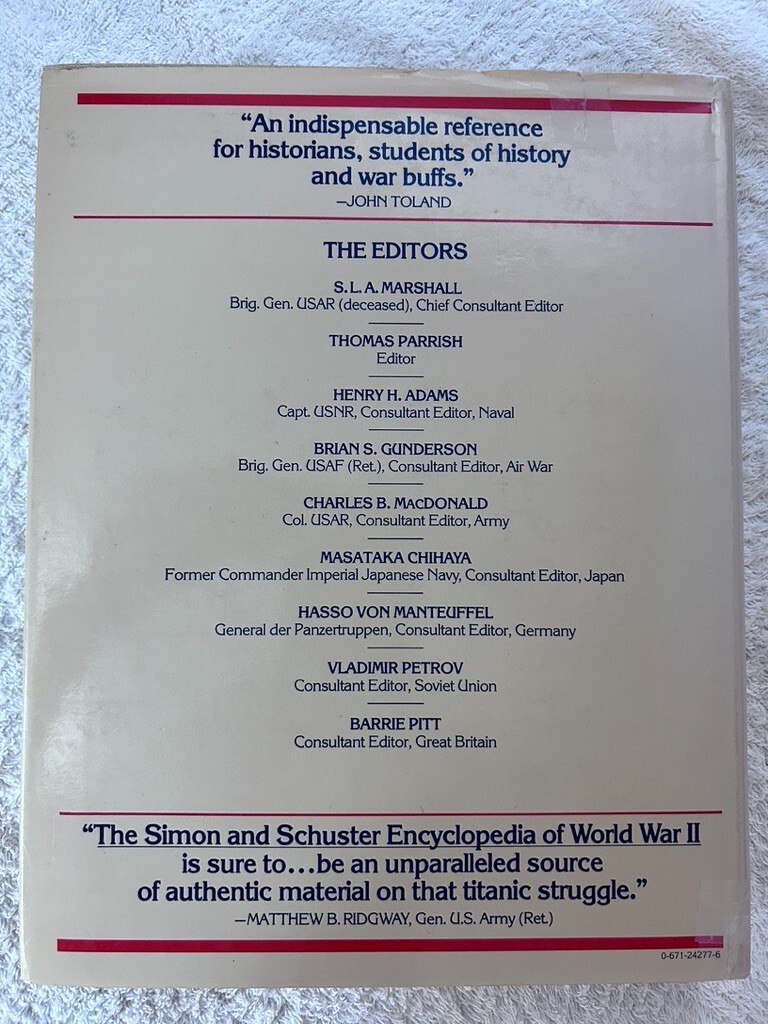 “An indispensable reference
for historians, students of history
and war buffs.”
—JOHN TOLAND
THE EDITORS
S. L. A. MARSHALL
Brig. Gen. USAR (deceased), Chief Consultant Editor
THOMAS PARRISH
Editor
HENRY H. ADAMS
Capt. USNR, Consultant Editor, Naval
BRIAN S. GUNDERSON
Brig. Gen. USAF (Ret.), Consultant Editor, Air War
CHARLES B. MACDONALD
Col. USAR, Consultant Editor, Army
MASATAKA CHIHAYA
Former Commander Imperial Japanese Navy, Consultant Editor, Japan
HASSO VON MANTEUFFEL
General der Panzertruppen, Consultant Editor, Germany
VLADIMIR PETROV
Consultant Editor, Soviet Union
BARRIE PITT
Consultant Editor, Great Britain
“The Simon and Schuster Encyclopedia of World War II
is sure to...be an unparalleled source
of authentic material on that titanic struggle.”
—MATTHEW B. RIDGWAY, Gen. U.S. Army (Ret.)
0-671-24277-6